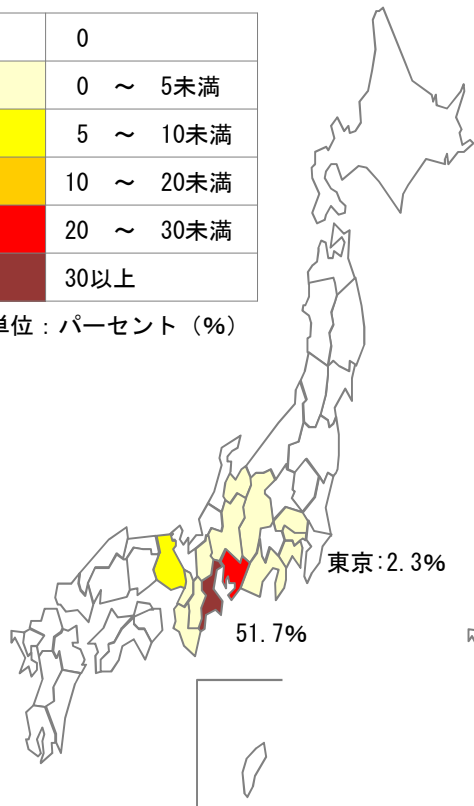 0
0 ～ 5未満
5 ～ 10未満
10 ～ 20未満
20 ～ 30未満
30以上
単位：パーセント（%）
東京:2.3%
51.7%